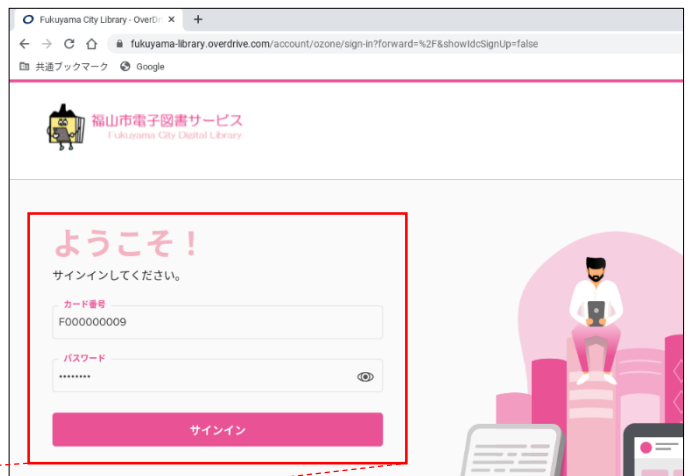 Fukuyama City Library - OverDr
fukuyama-library.overdrive.com/account/ozone/sign-in?forward=%2F&showIdcSignUp=false
共通ブックマーク Google
福山市電子図書サービス
Fukuyama City Digital Library
ようこそ！
サインインしてください。
カード番号
F000000009
パスワード
••••••••
サインイン